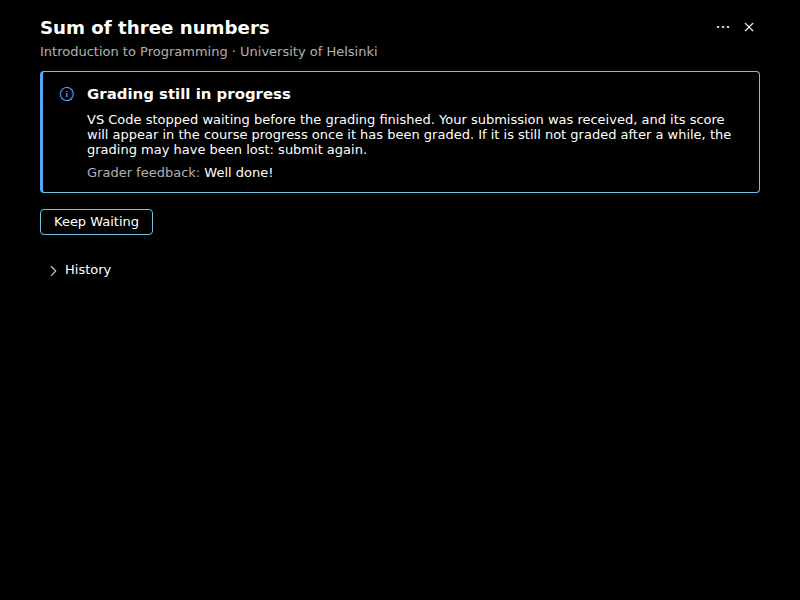 Sum of three numbers
Introduction to Programming · University of Helsinki
Grading still in progress
VS Code stopped waiting before the grading finished. Your submission was received, and its score
will appear in the course progress once it has been graded. If it is still not graded after a while, the
grading may have been lost: submit again.
Grader feedback: Well done!
Keep Waiting
History